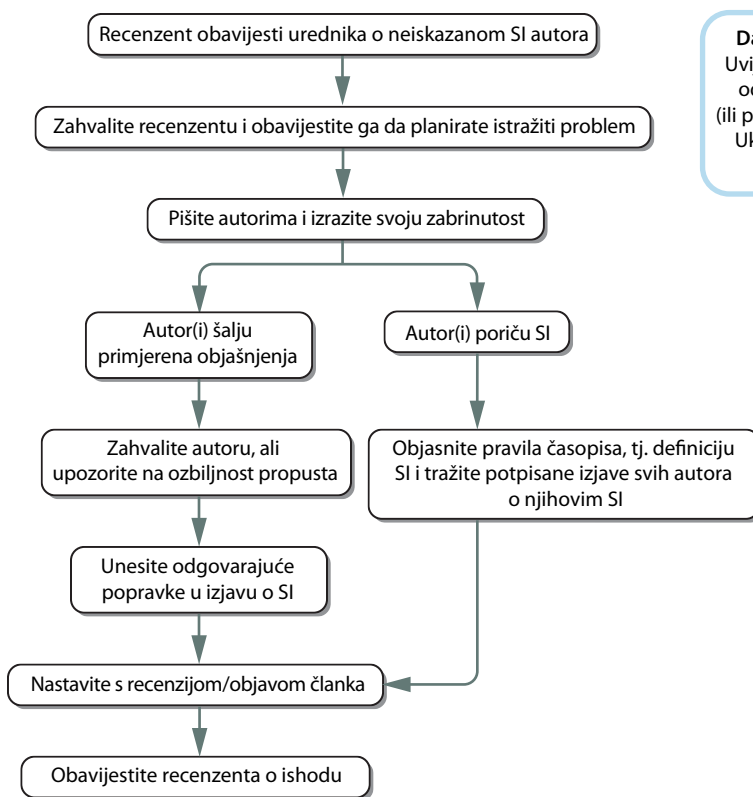 Recenzent obavijesti urednika o neiskazanom SI autora
Zahvalite recenzentu i obavijestite ga da planirate istražiti problem
Pišite autorima i izrazite svoju zabrinutost
Autor(i) šalju
primjerena objašnjenja
Autor(i) poriču SI
Zahvalite autoru, ali
upozorite na ozbiljnost propusta
Objasnite pravila časopisa, tj. definiciju
SI i tražite potpisane izjave svih autora
o njihovim SI
Unesite odgovarajuće
popravke u izjavu o SI
Nastavite s recenzijom/objavom članka
Obavijestite recenzenta o ishodu
(ili